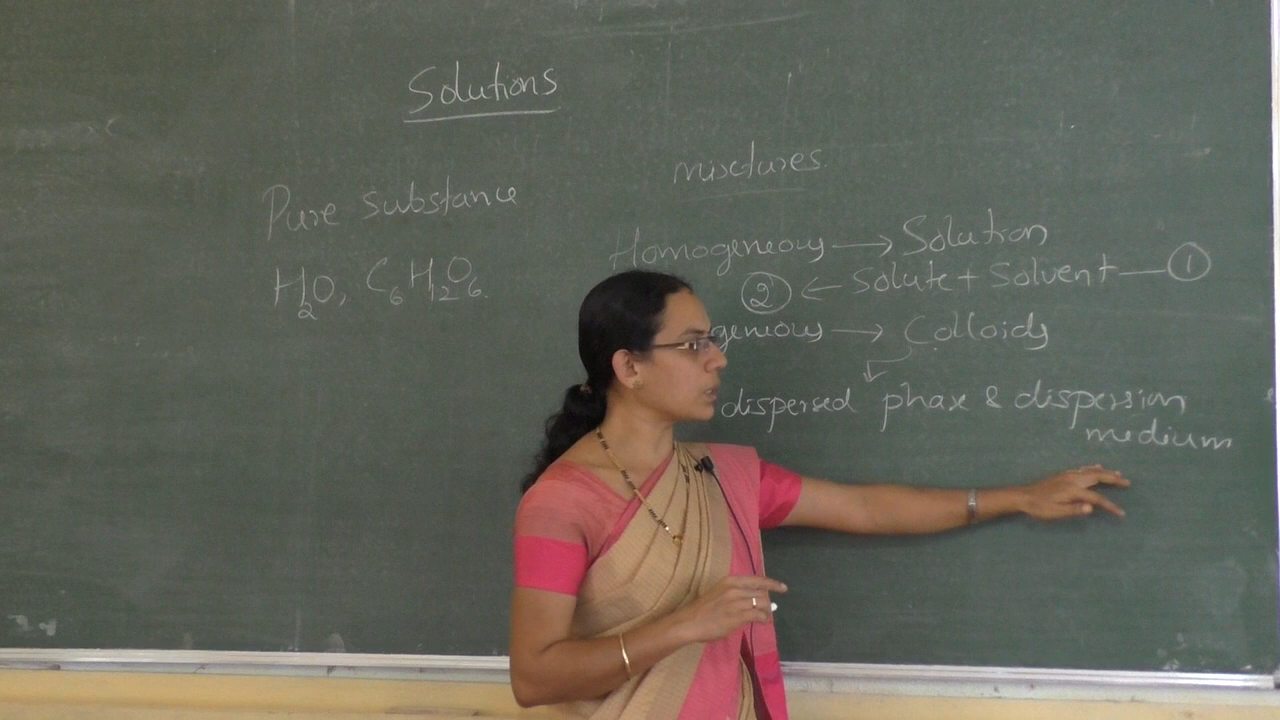 Solutions
mixtures.
Pure substance
Homogeneous → Solution
H2O, C6H12O6.
② ← Solute + Solvent — ①
geneous → Colloids
dispersed phase & dispersion
medium